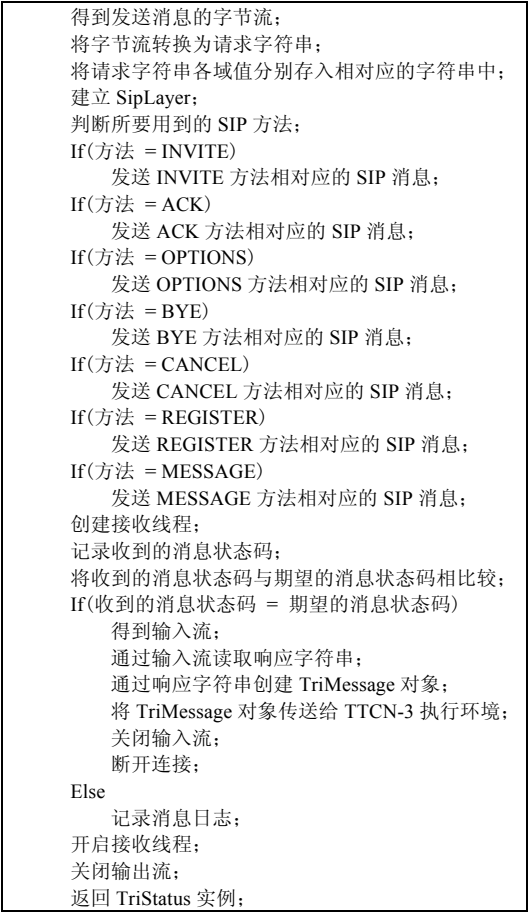 得到发送消息的字节流；
将字节流转换为请求字符串；
将请求字符串各域值分别存入相对应的字符串中；
建立 SipLayer；
判断所要用到的 SIP 方法；
If(方法 = INVITE)
发送 INVITE 方法相对应的 SIP 消息；
If(方法 = ACK)
发送 ACK 方法相对应的 SIP 消息；
If(方法 = OPTIONS)
发送 OPTIONS 方法相对应的 SIP 消息；
If(方法 = BYE)
发送 BYE 方法相对应的 SIP 消息；
If(方法 = CANCEL)
发送 CANCEL 方法相对应的 SIP 消息；
If(方法 = REGISTER)
发送 REGISTER 方法相对应的 SIP 消息；
If(方法 = MESSAGE)
发送 MESSAGE 方法相对应的 SIP 消息；
创建接收线程；
记录收到的消息状态码；
将收到的消息状态码与期望的消息状态码相比较；
If(收到的消息状态码 = 期望的消息状态码)
得到输入流；
通过输入流读取响应字符串；
通过响应字符串创建 TriMessage 对象；
将 TriMessage 对象传送给 TTCN-3 执行环境；
关闭输入流；
断开连接；
Else
记录消息日志；
开启接收线程；
关闭输出流；
返回 TriStatus 实例；